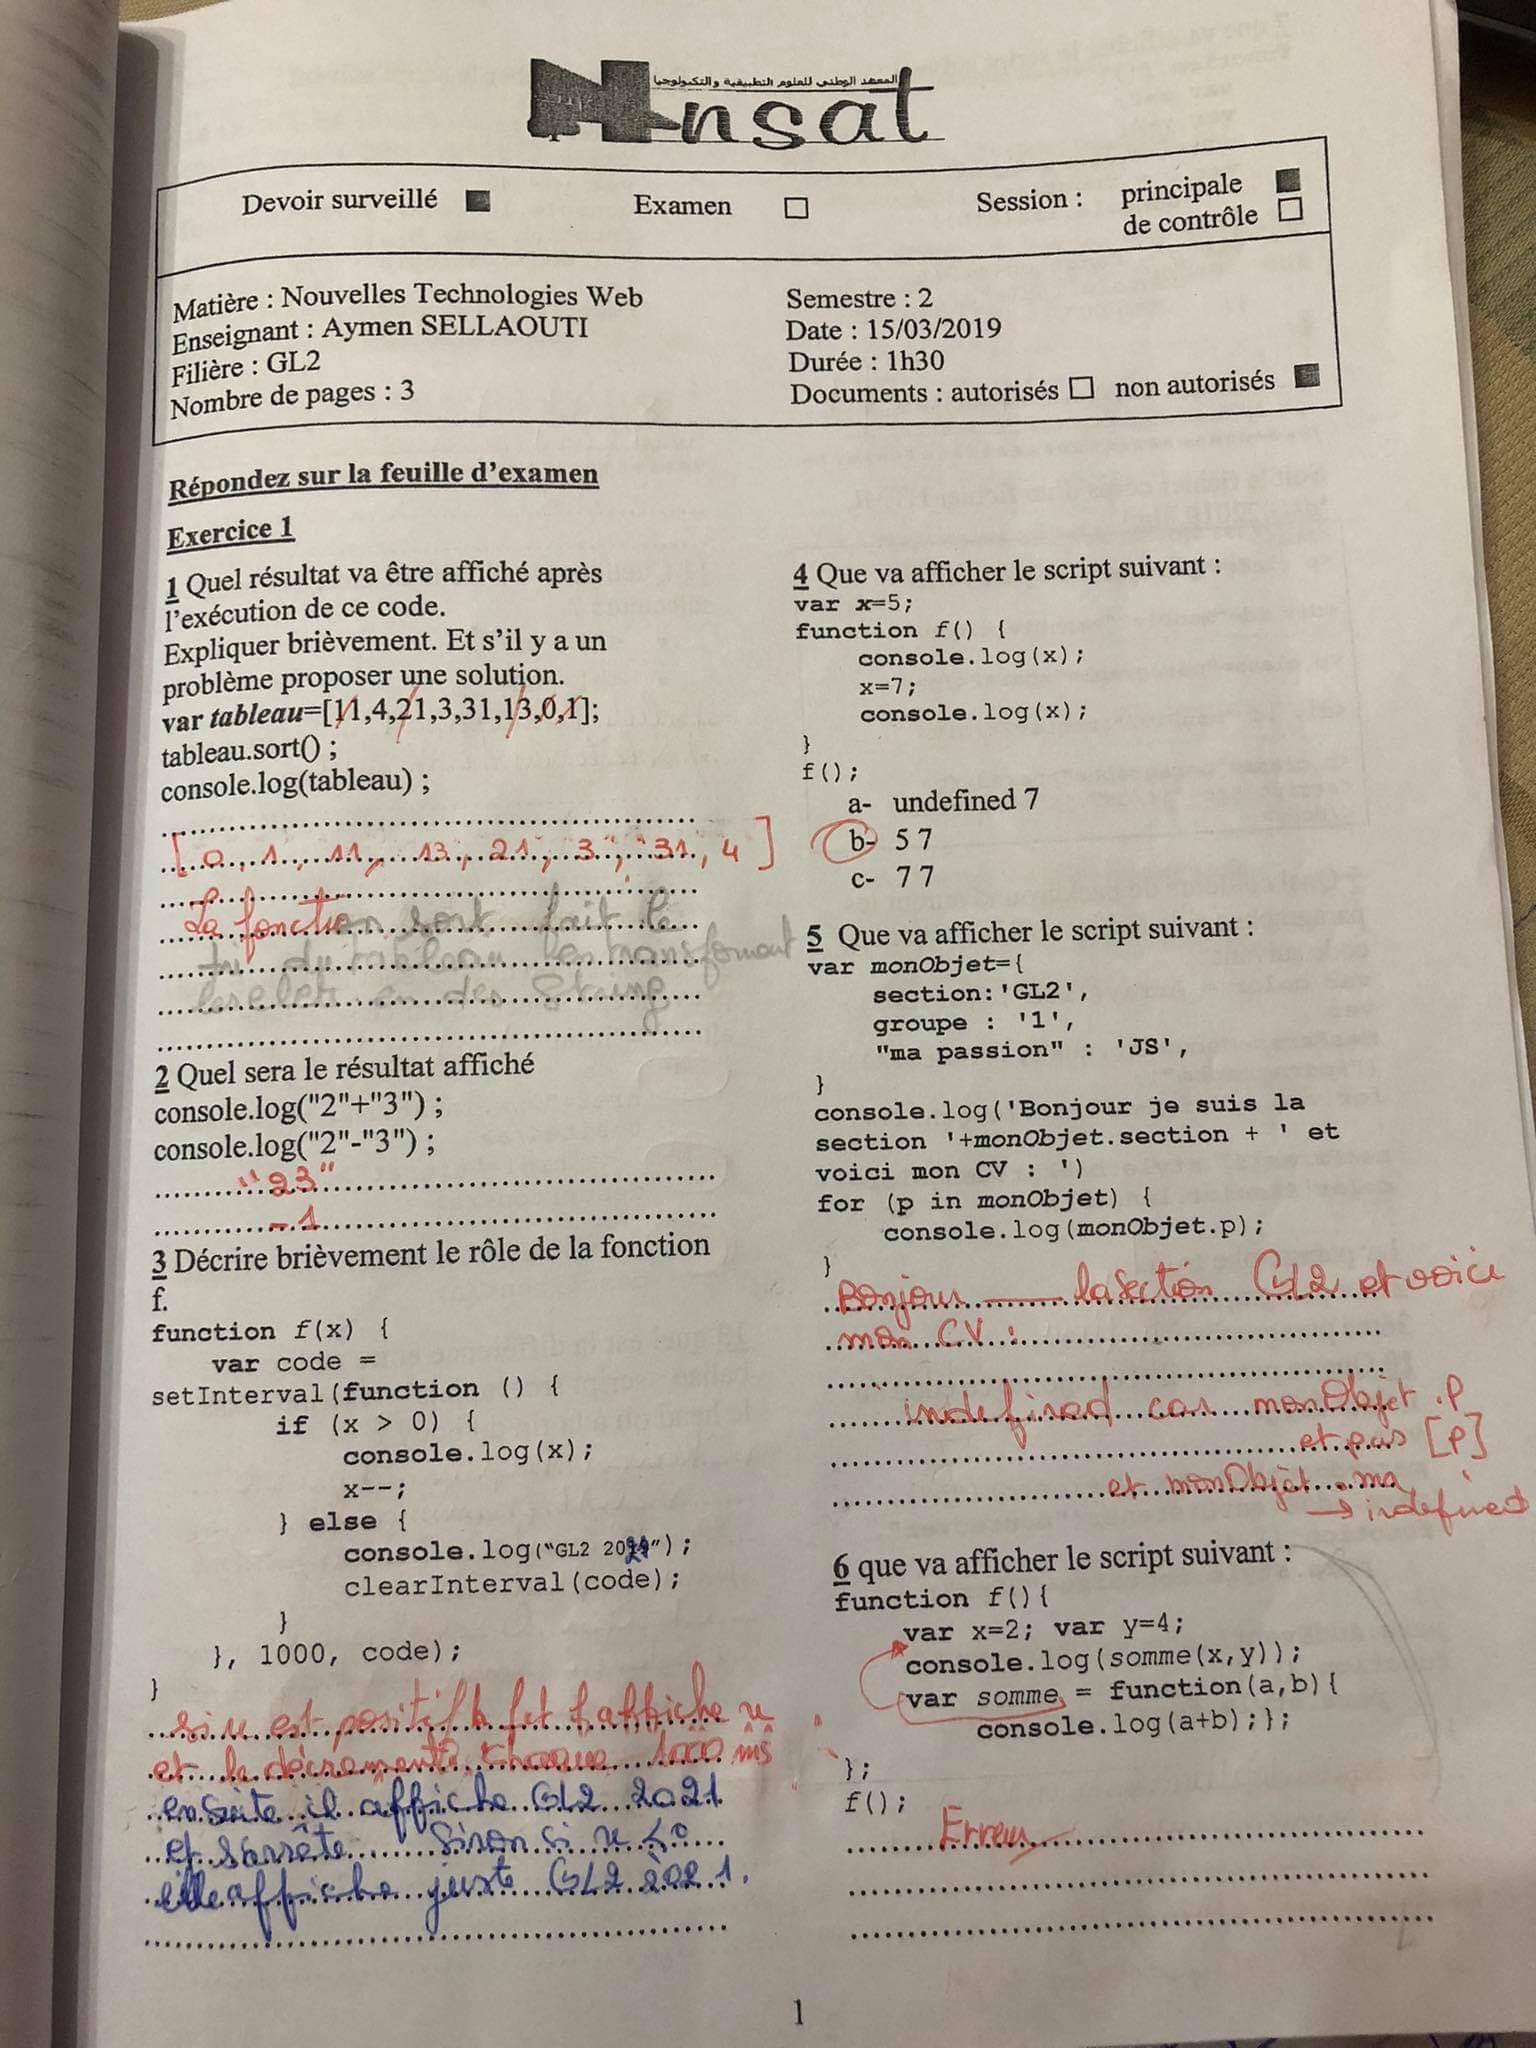 المعهد الوطني للعلوم التطبيقية والتكنولوجيا
nsat
Devoir surveillé
Examen
Session : principale
de contrôle
Matière : Nouvelles Technologies Web
Enseignant : Aymen SELLAOUTI
Filière : GL2
Nombre de pages : 3
Semestre : 2
Date : 15/03/2019
Durée : 1h30
Documents : autorisés non autorisés
Répondez sur la feuille d'examen
Exercice 1
1 Quel résultat va être affiché après
l'exécution de ce code.
Expliquer brièvement. Et s'il y a un
problème proposer une solution.
var tableau=[11,4,21,3,31,13,0,1];
tableau.sort() ;
console.log(tableau) ;
[ 0, 1, 11, 13, 21, 3, 31, 4 ]
La fonction sort fait le
tri du tableau en transformant
les elets en des String
2 Quel sera le résultat affiché
console.log("2"+"3") ;
console.log("2"-"3") ;
"23"
-1
3 Décrire brièvement le rôle de la fonction
f.
function f(x) {
var code =
setInterval(function () {
if (x > 0) {
console.log(x);
x--;
} else {
console.log("GL2 2021");
clearInterval(code);
}
}, 1000, code);
}
si x est positif la fct f affiche x
et le décrémente chaque 1000 ms
ensuite il affiche GL2 2021
et s'arrête sinon si x ≤ 0
elle affiche juste GL2 2021.
4 Que va afficher le script suivant :
var x=5;
function f() {
console.log(x);
x=7;
console.log(x);
}
f();
a- undefined 7
b- 5 7
c- 7 7
5 Que va afficher le script suivant :
var monObjet={
section:'GL2',
groupe : '1',
"ma passion" : 'JS',
}
console.log('Bonjour je suis la
section '+monObjet.section + ' et
voici mon CV : ')
for (p in monObjet) {
console.log(monObjet.p);
}
Bonjour —— la section GL2 et voici
mon CV :
indefined car monObjet.p
et pas [p]
et monObjet.ma
→ indefined
6 que va afficher le script suivant :
function f(){
var x=2; var y=4;
console.log(somme(x,y));
var somme = function(a,b){
console.log(a+b);};
};
f();
Erreur
1